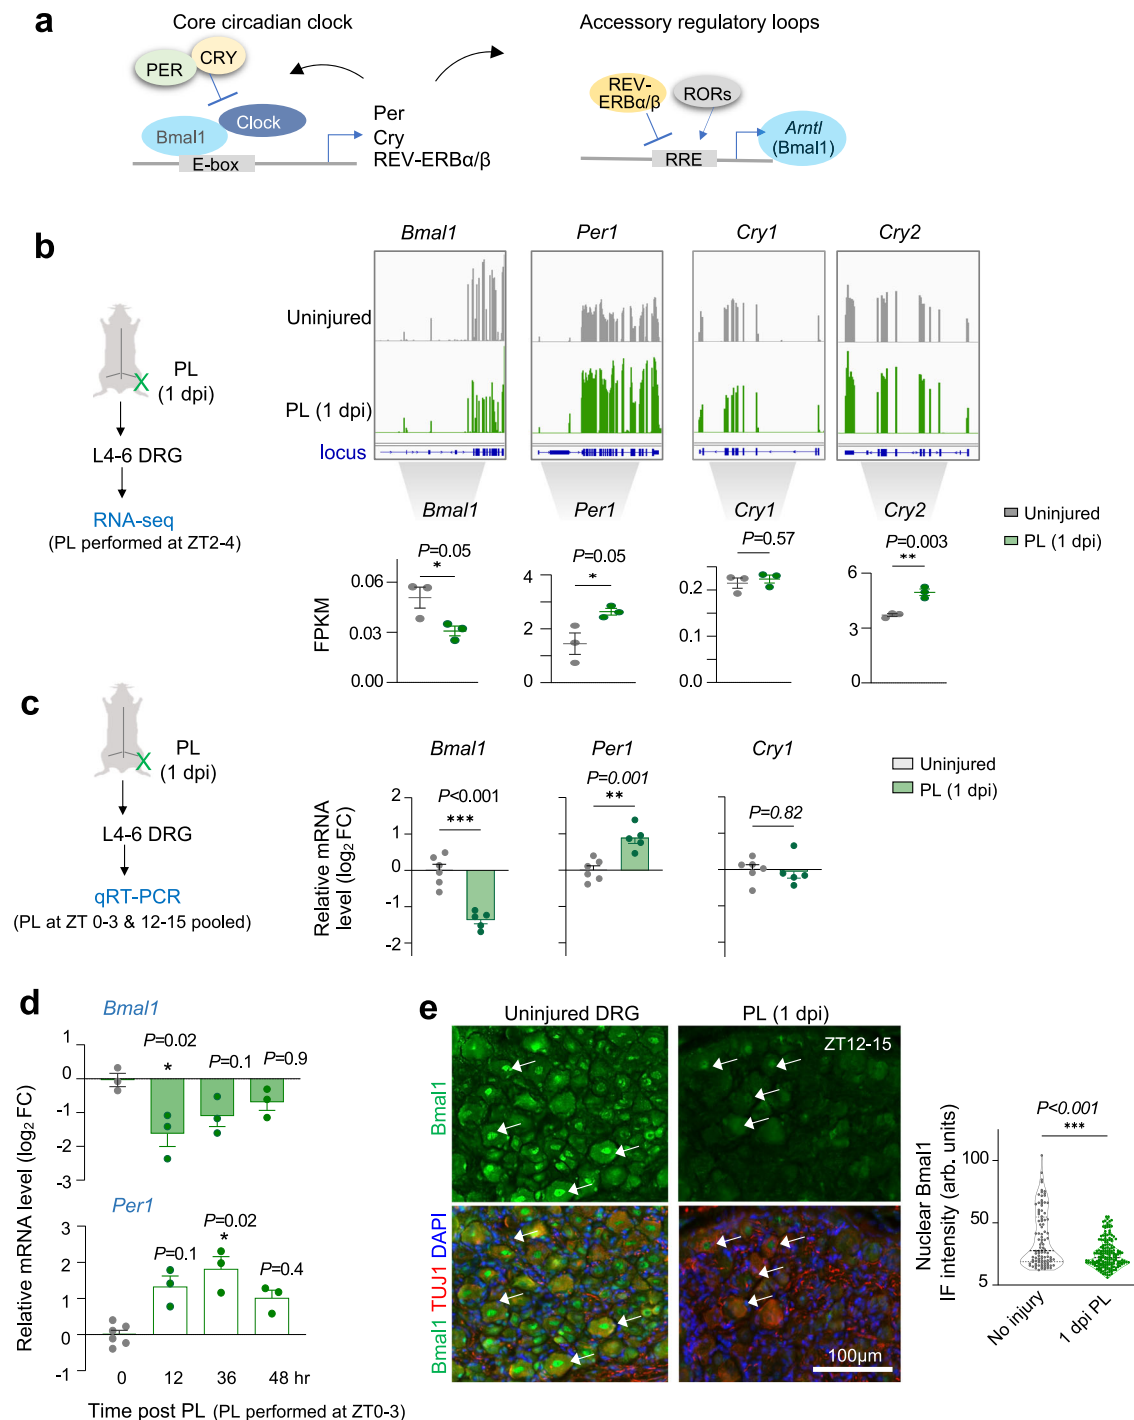 a
Core circadian clock
Accessory regulatory loops
PER
CRY
Clock
Bmal1
E-box
Per
Cry
REV-ERBα/β
REV-
ERBα/β
RORs
RRE
Arntl
(Bmal1)
b
Bmal1
Per1
Cry1
Cry2
Uninjured
PL (1 dpi)
locus
PL
(1 dpi)
L4-6 DRG
RNA-seq
(PL performed at ZT2-4)
Bmal1
Per1
Cry1
Cry2
Uninjured
PL (1 dpi)
P=0.05
*
P=0.05
*
P=0.57
P=0.003
**
FPKM
0.06
0.03
0.00
4
2
0
0.2
0.1
0.0
6
3
0
c
PL
(1 dpi)
L4-6 DRG
qRT-PCR
(PL at ZT 0-3 & 12-15 pooled)
Bmal1
Per1
Cry1
Uninjured
PL (1 dpi)
P<0.001
***
P=0.001
**
P=0.82
Relative mRNA
level (log2 FC)
2
1
0
-1
-2
d
Bmal1
P=0.02
*
P=0.1
P=0.9
1
0
-1
-2
-3
Relative mRNA level (log2 FC)
Per1
P=0.1
P=0.02
*
P=0.4
3
2
1
0
-1
0
12
36
48 hr
Time post PL (PL performed at ZT0-3)
e
Uninjured DRG
PL (1 dpi)
ZT12-15
Bmal1
Bmal1 TUJ1 DAPI
100μm
P<0.001
***
Nuclear Bmal1
IF intensity (arb. units)
100
50
5
No injury
1 dpi PL